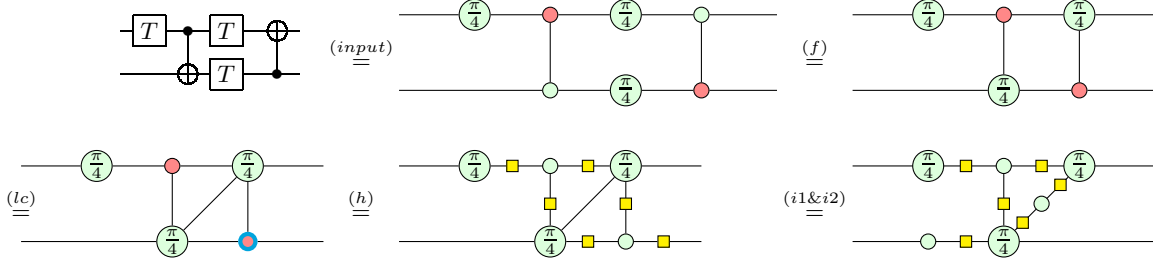 π/4 π/4 π/4
T T
(input) = (f) =
T
π/4 π/4
π/4 π/4 π/4 π/4 π/4 π/4
(lc) = (h) = (i1&i2) =
π/4 π/4 π/4